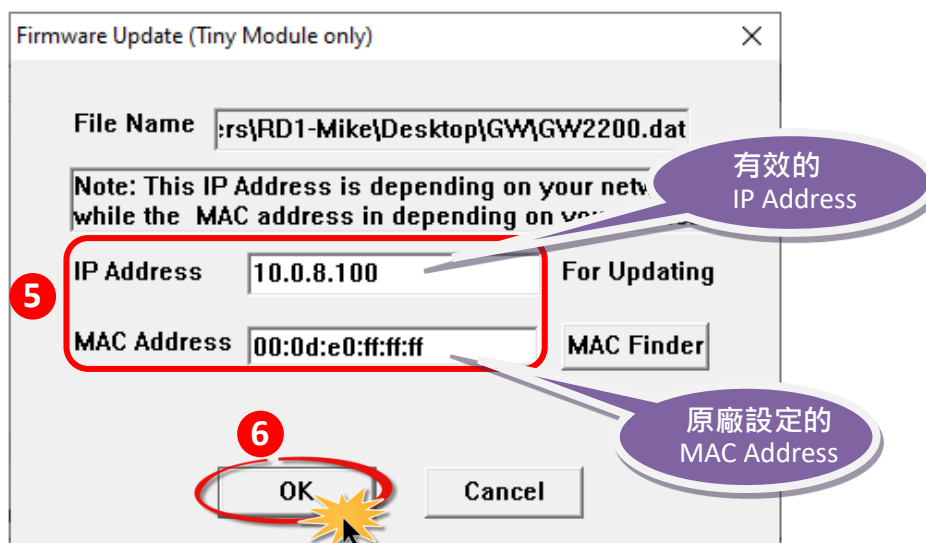 Firmware Update (Tiny Module only)
File Name
rs\RD1-Mike\Desktop\GW\GW2200.dat
有效的
IP Address
Note: This IP Address is depending on your
while the  MAC address in depending on
5
IP Address
10.0.8.100
For Updating
MAC Address
00:0d:e0:ff:ff:ff
MAC Finder
原廠設定的
MAC Address
6
OK
Cancel